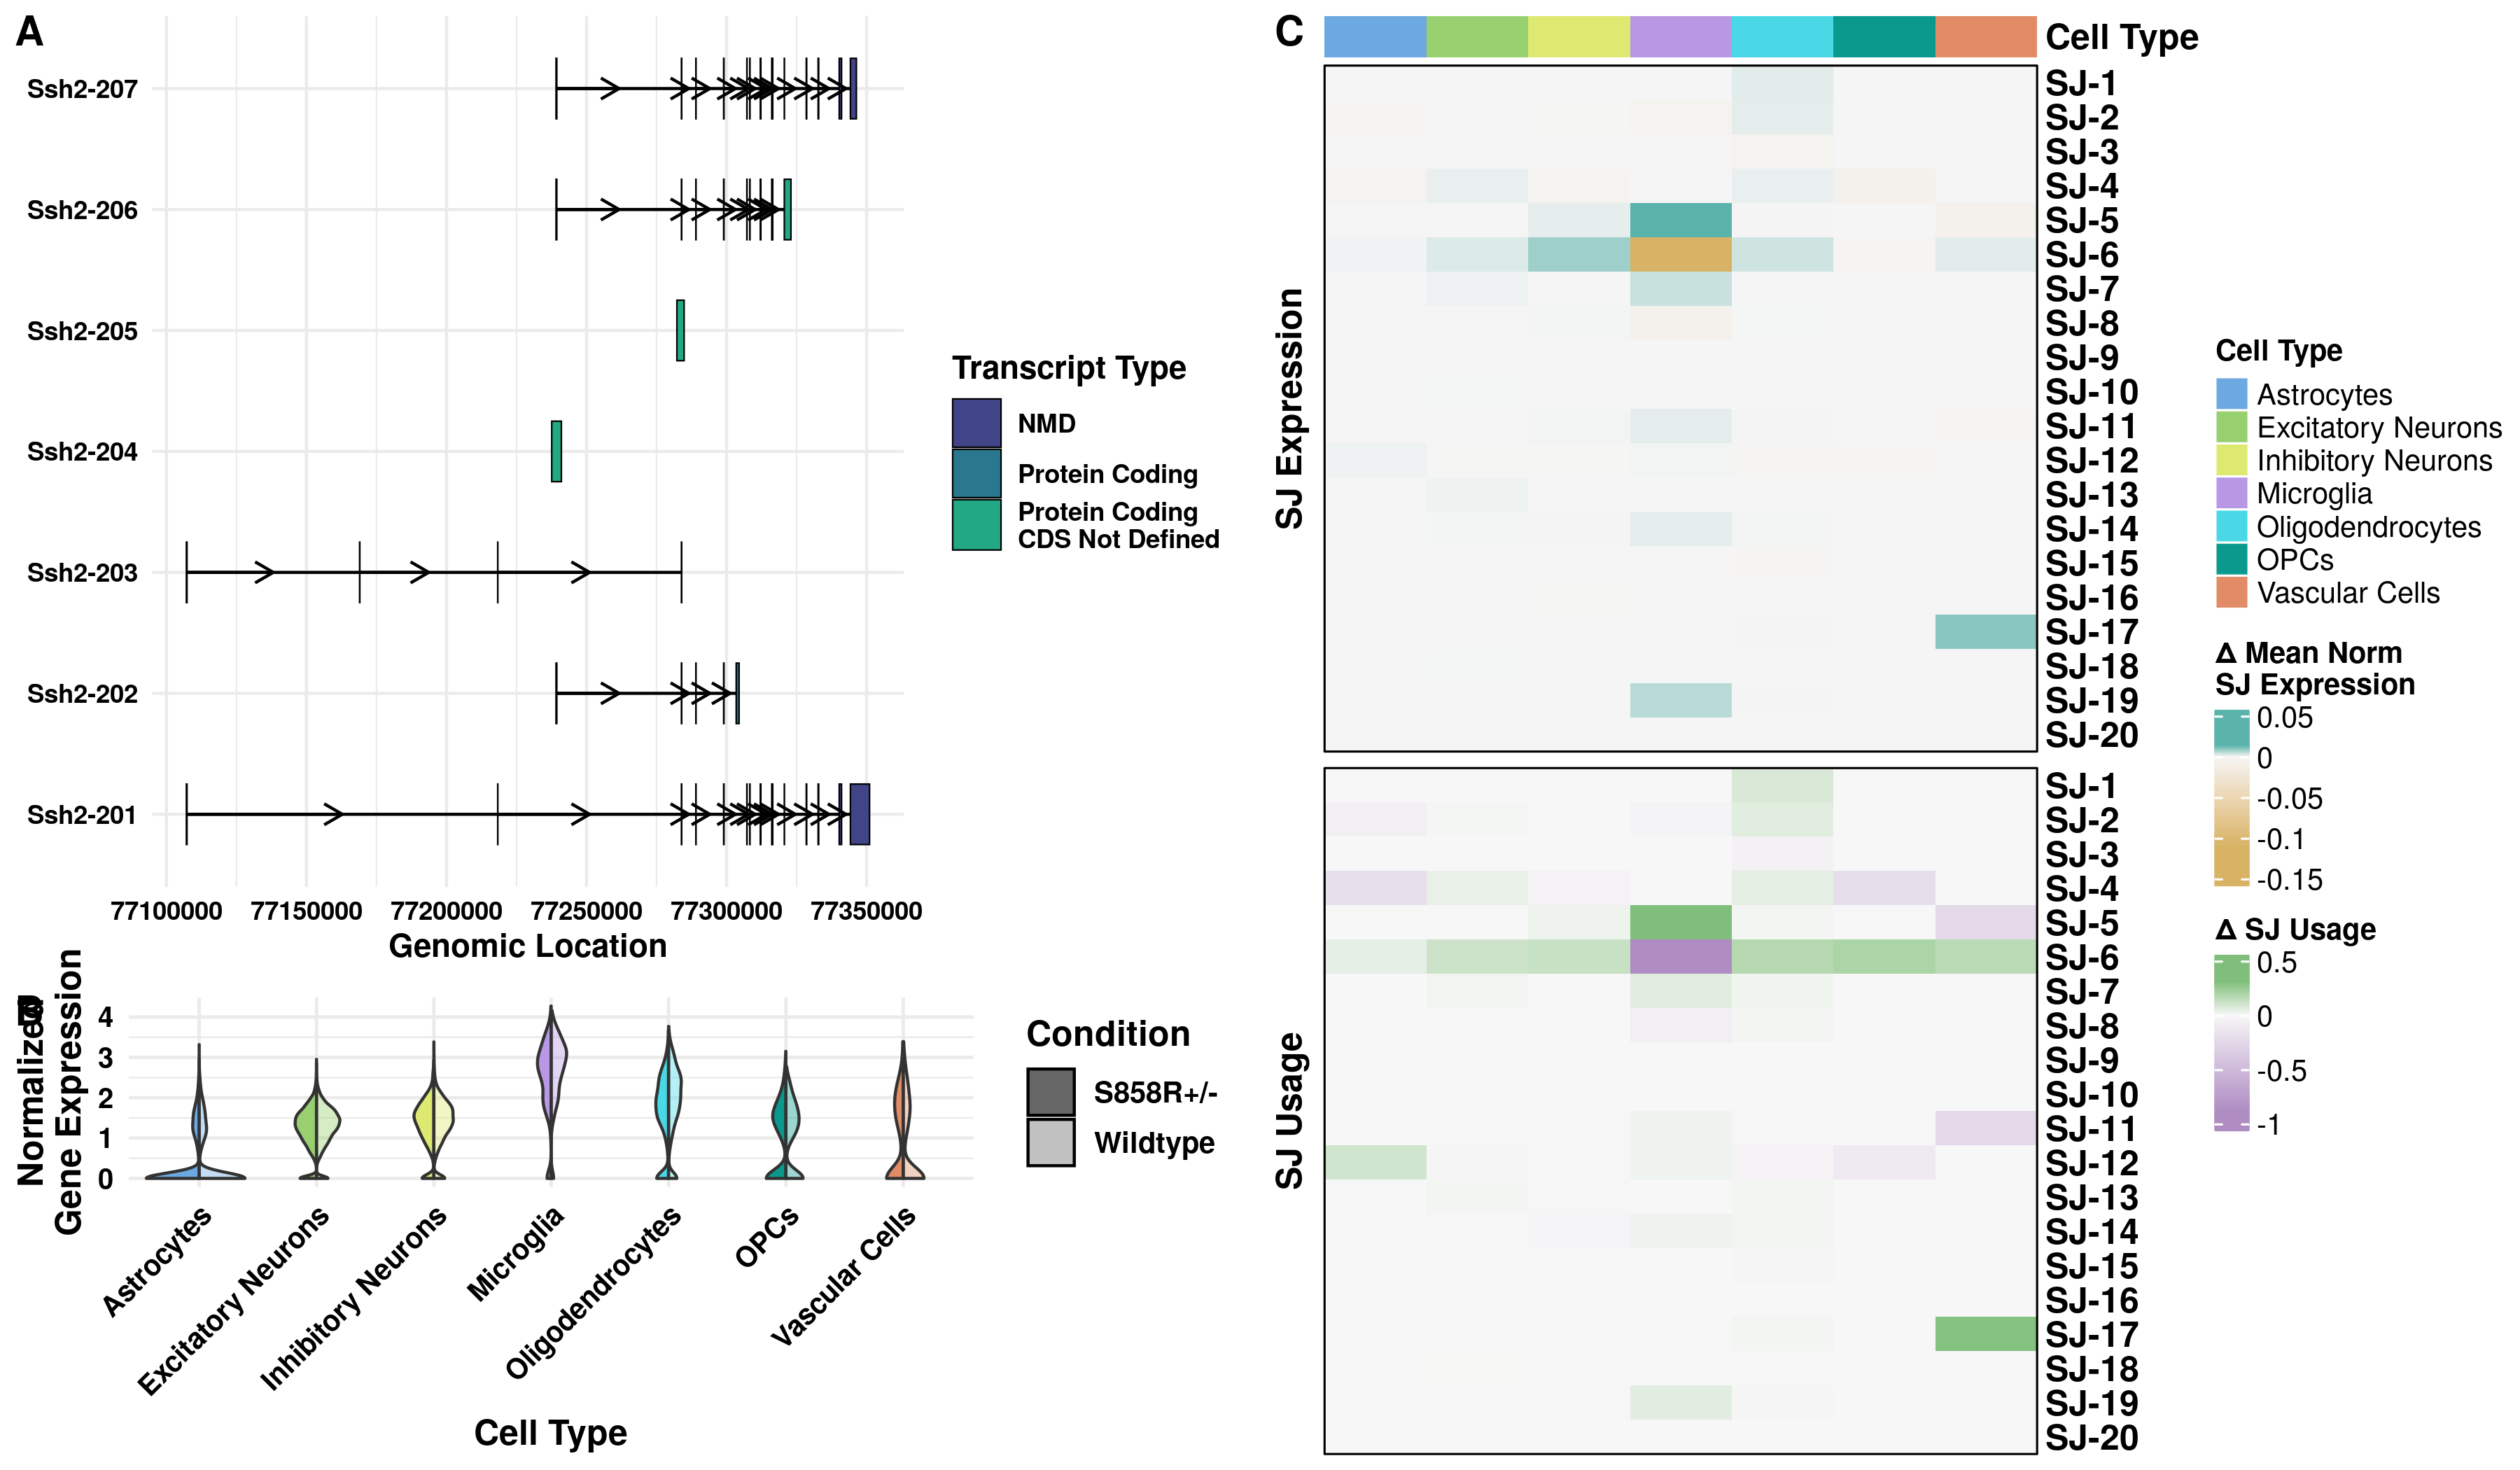 A
Ssh2-207
Ssh2-206
Ssh2-205
Ssh2-204
Ssh2-203
Ssh2-202
Ssh2-201
77100000 77150000 77200000 77250000 77300000 77350000
Genomic Location
Transcript Type
NMD
Protein Coding
Protein Coding
CDS Not Defined
B
Normalized
Gene Expression
4
3
2
1
0
Astrocytes
Excitatory Neurons
Inhibitory Neurons
Microglia
Oligodendrocytes
OPCs
Vascular Cells
Cell Type
Condition
S858R+/-
Wildtype
C
Cell Type
SJ Expression
SJ-1
SJ-2
SJ-3
SJ-4
SJ-5
SJ-6
SJ-7
SJ-8
SJ-9
SJ-10
SJ-11
SJ-12
SJ-13
SJ-14
SJ-15
SJ-16
SJ-17
SJ-18
SJ-19
SJ-20
SJ Usage
SJ-1
SJ-2
SJ-3
SJ-4
SJ-5
SJ-6
SJ-7
SJ-8
SJ-9
SJ-10
SJ-11
SJ-12
SJ-13
SJ-14
SJ-15
SJ-16
SJ-17
SJ-18
SJ-19
SJ-20
Cell Type
Astrocytes
Excitatory Neurons
Inhibitory Neurons
Microglia
Oligodendrocytes
OPCs
Vascular Cells
Δ Mean Norm
SJ Expression
0.05
0
-0.05
-0.1
-0.15
Δ SJ Usage
0.5
0
-0.5
-1